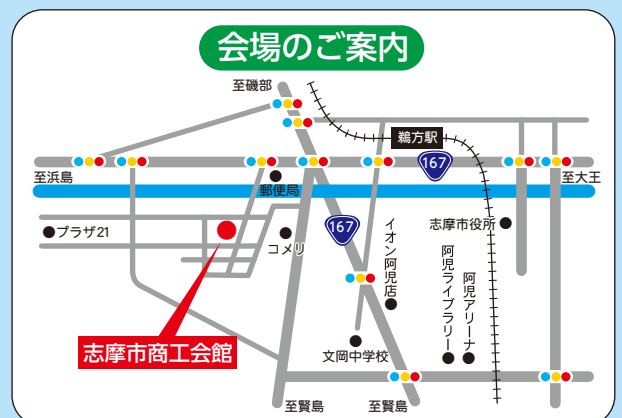 会場のご案内
至磯部
鵜方駅
167
至浜島
至大王
郵便局
プラザ21
コメリ
167
イオン阿児店
志摩市役所
阿児ライブラリー
阿児アリーナ
志摩市商工会館
文岡中学校
至賢島
至賢島